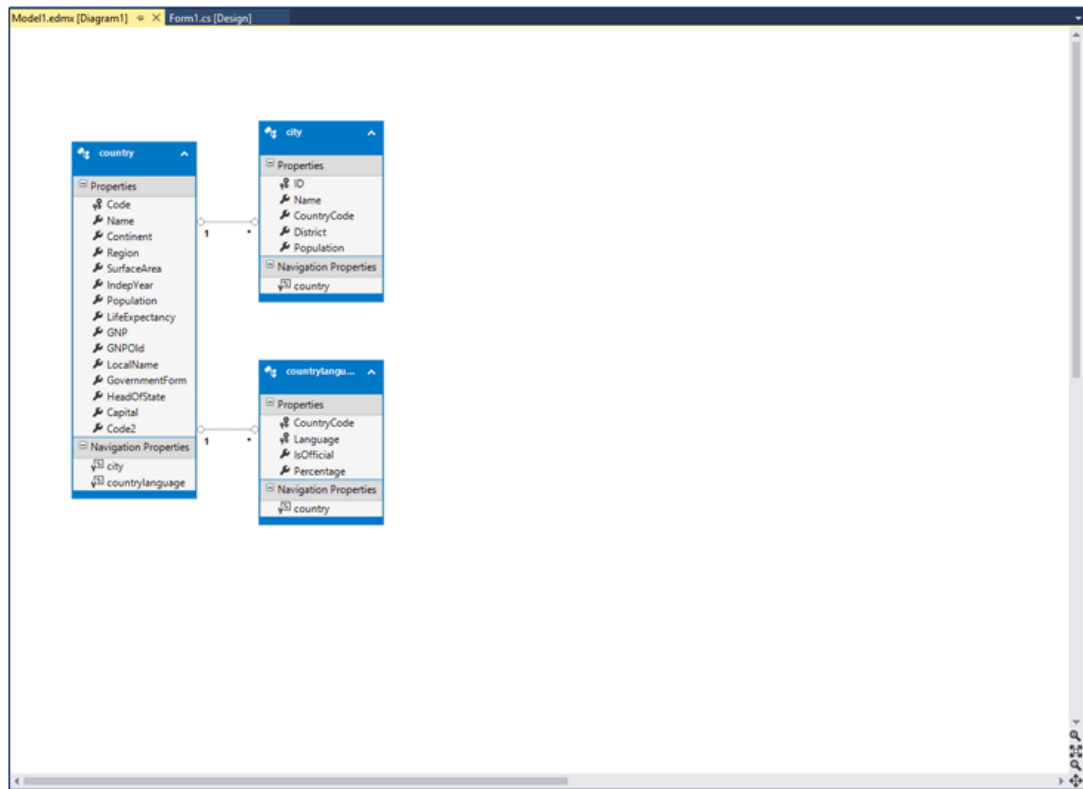 Model1.edmx [Diagram1]
Form1.cs [Design]
country
Properties
Code
Name
Continent
Region
SurfaceArea
IndepYear
Population
LifeExpectancy
GNP
GNPOld
LocalName
GovernmentForm
HeadOfState
Capital
Code2
Navigation Properties
city
countrylanguage
1
*
1
*
city
Properties
ID
Name
CountryCode
District
Population
Navigation Properties
country
countrylangu...
Properties
CountryCode
Language
IsOfficial
Percentage
Navigation Properties
country